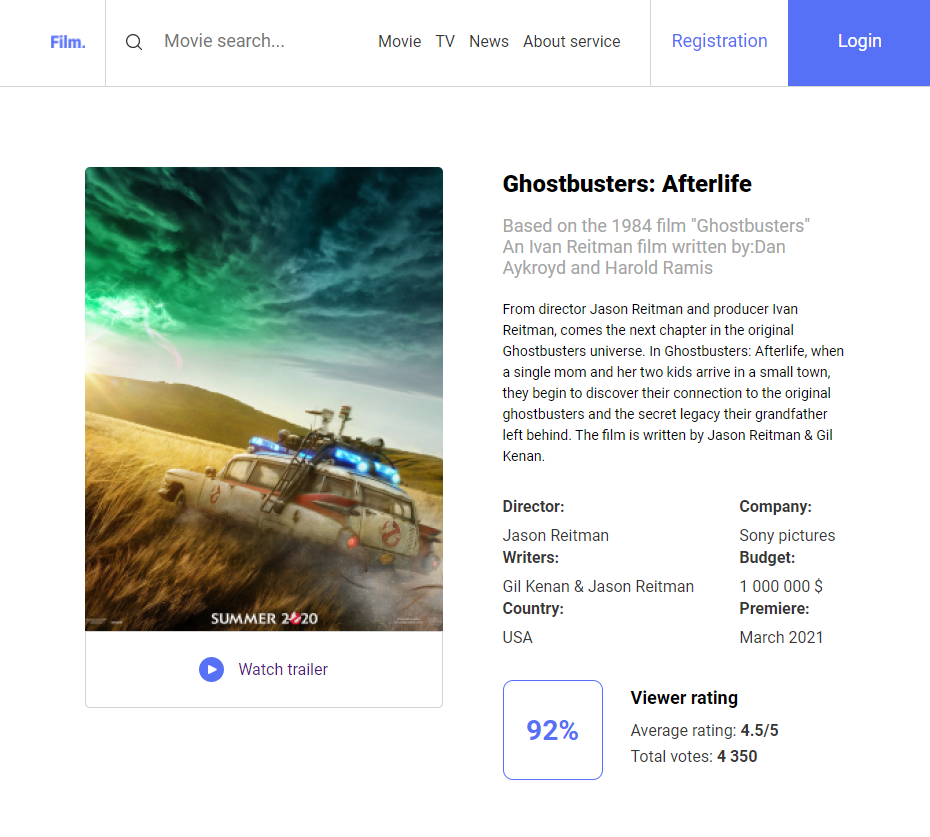 Film.
Movie search...
Movie TV News About service
Registration
Login
SUMMER 2020
Watch trailer
Ghostbusters: Afterlife
Based on the 1984 film "Ghostbusters"
An Ivan Reitman film written by:Dan
Aykroyd and Harold Ramis
From director Jason Reitman and producer Ivan
Reitman, comes the next chapter in the original
Ghostbusters universe. In Ghostbusters: Afterlife, when
a single mom and her two kids arrive in a small town,
they begin to discover their connection to the original
ghostbusters and the secret legacy their grandfather
left behind. The film is written by Jason Reitman & Gil
Kenan.
Director:
Jason Reitman
Writers:
Gil Kenan & Jason Reitman
Country:
USA
Company:
Sony pictures
Budget:
1 000 000 $
Premiere:
March 2021
92%
Viewer rating
Average rating: 4.5/5
Total votes: 4 350